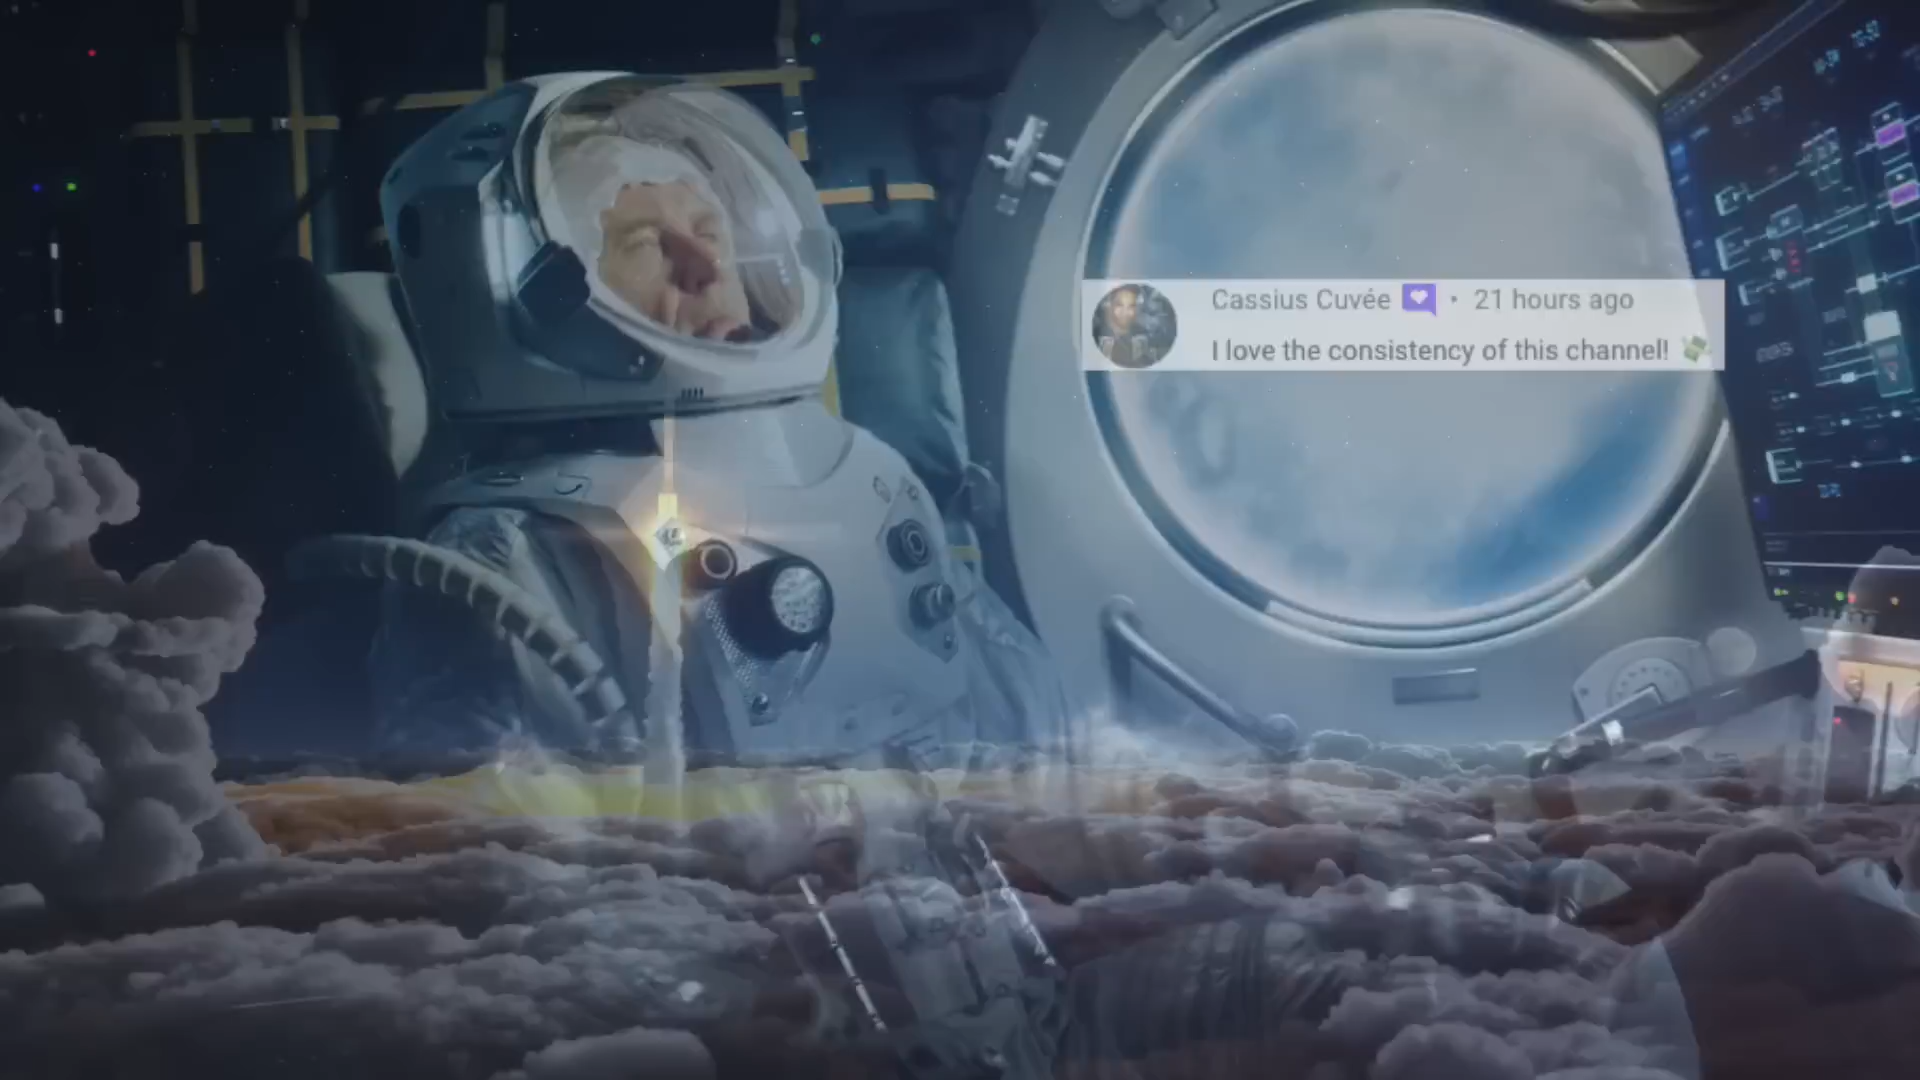 Cassius Cuvée • 21 hours ago
I love the consistency of this channel!